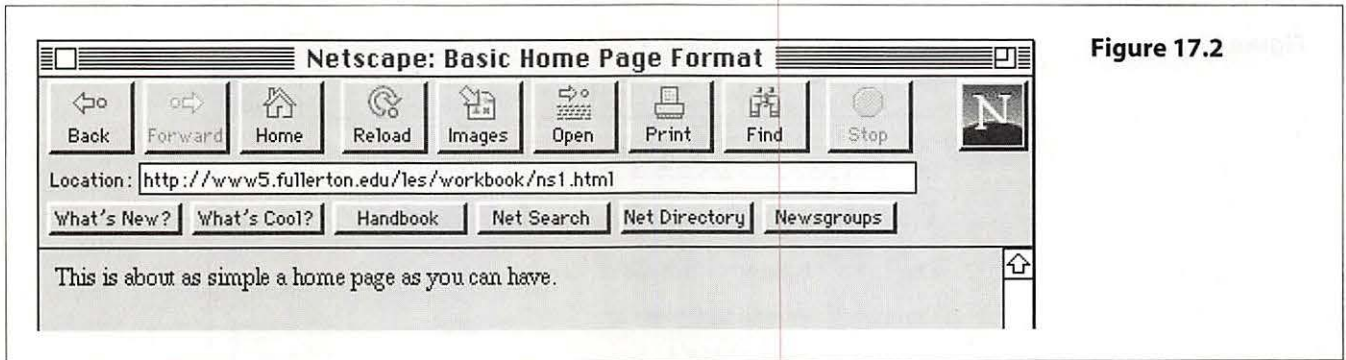 Netscape: Basic Home Page Format
Figure 17.2
Back Forward Home Reload Images Open Print Find Stop N
Location: http://www5.fullerton.edu/les/workbook/ns1.html
What's New? What's Cool? Handbook Net Search Net Directory Newsgroups
This is about as simple a home page as you can have.